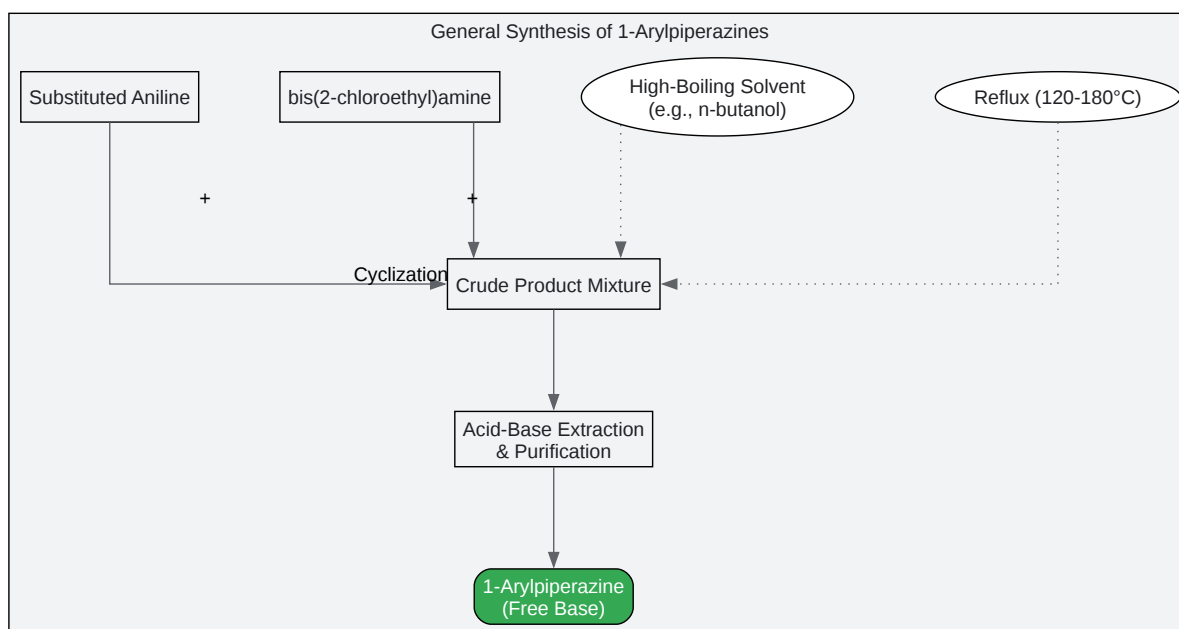 General Synthesis of 1-Arylpiperazines
Substituted Aniline
bis(2-chloroethyl)amine
High-Boiling Solvent
(e.g., n-butanol)
Reflux (120-180°C)
+
+
Cyclization
Crude Product Mixture
Acid-Base Extraction
& Purification
1-Arylpiperazine
(Free Base)